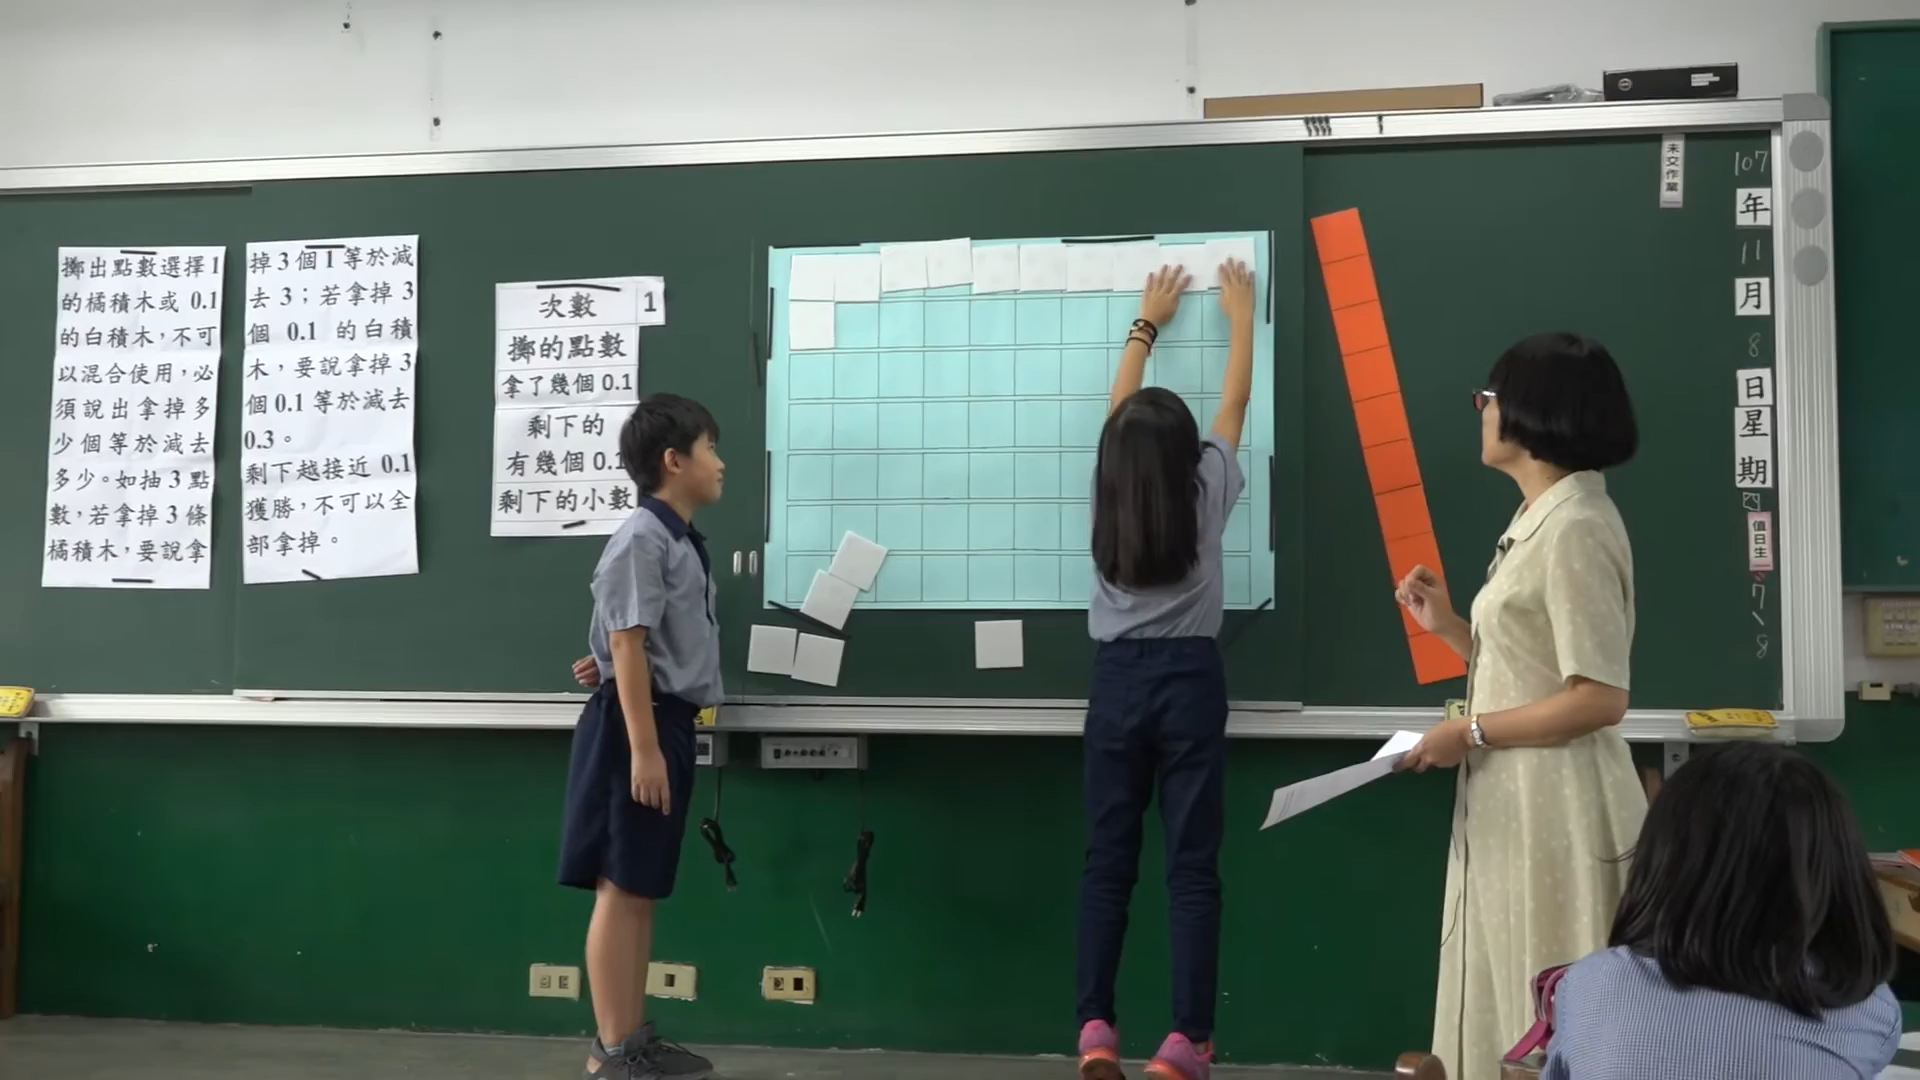 擲出點數選擇1
的橘積木或 0.1
的白積木,不可
以混合使用,必
須說出拿掉多
少個等於減去
多少。如抽3點
數,若拿掉3條
橘積木,要說拿
掉3個1等於減
去3;若拿掉3
個 0.1 的白積
木,要說拿掉3
個0.1等於減去
0.3。
剩下越接近 0.1
獲勝,不可以全
部拿掉。
次數 1
擲的點數
拿了幾個0.1
剩下的
有幾個0.1
剩下的小數
未交作業
107
年
11
月
8
日
星
期
四
值日生
7
8